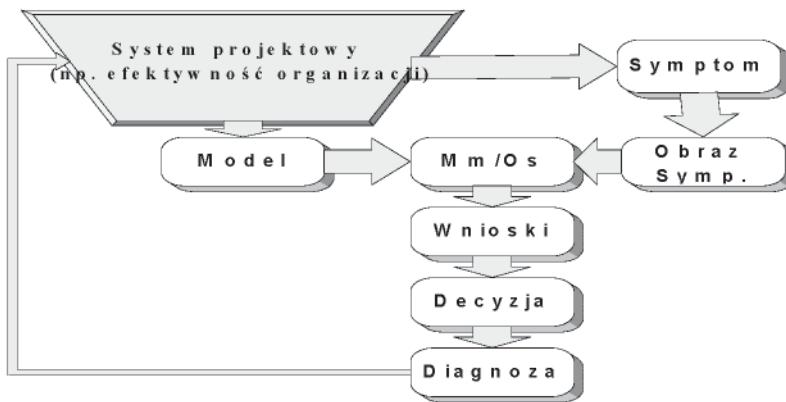 System projektowy
(np. efektywność organizacji)
Symptom
Model
Mm/Os
Obraz
Symp.
Wnioski
Decyzja
Diagnoza